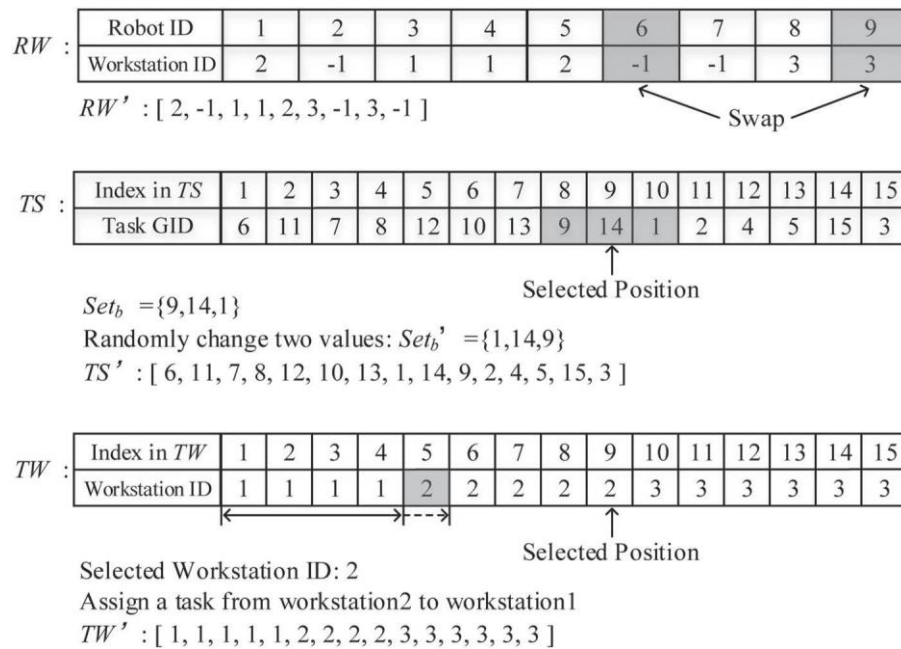 RW : Robot ID 1 2 3 4 5 6 7 8 9
Workstation ID 2 -1 1 1 2 -1 -1 3 3
RW’ : [ 2, -1, 1, 1, 2, 3, -1, 3, -1 ]
Swap
TS : Index in TS 1 2 3 4 5 6 7 8 9 10 11 12 13 14 15
Task GID 6 11 7 8 12 10 13 9 14 1 2 4 5 15 3
Selected Position
Set_b ={9,14,1}
Randomly change two values: Set_b’ ={1,14,9}
TS’ : [ 6, 11, 7, 8, 12, 10, 13, 1, 14, 9, 2, 4, 5, 15, 3 ]
TW : Index in TW 1 2 3 4 5 6 7 8 9 10 11 12 13 14 15
Workstation ID 1 1 1 1 2 2 2 2 2 3 3 3 3 3 3
Selected Position
Selected Workstation ID: 2
Assign a task from workstation2 to workstation1
TW’ : [ 1, 1, 1, 1, 1, 2, 2, 2, 2, 3, 3, 3, 3, 3, 3 ]